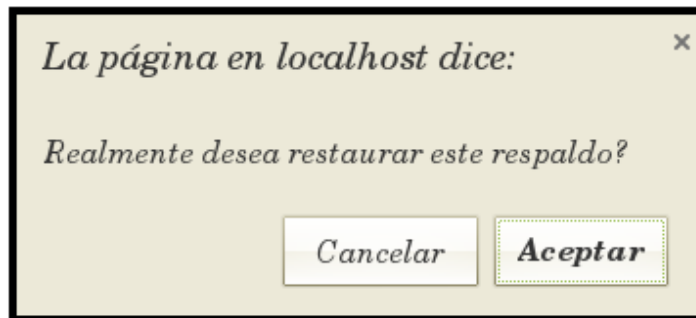 La página en localhost dice:
Realmente desea restaurar este respaldo?
Cancelar Aceptar